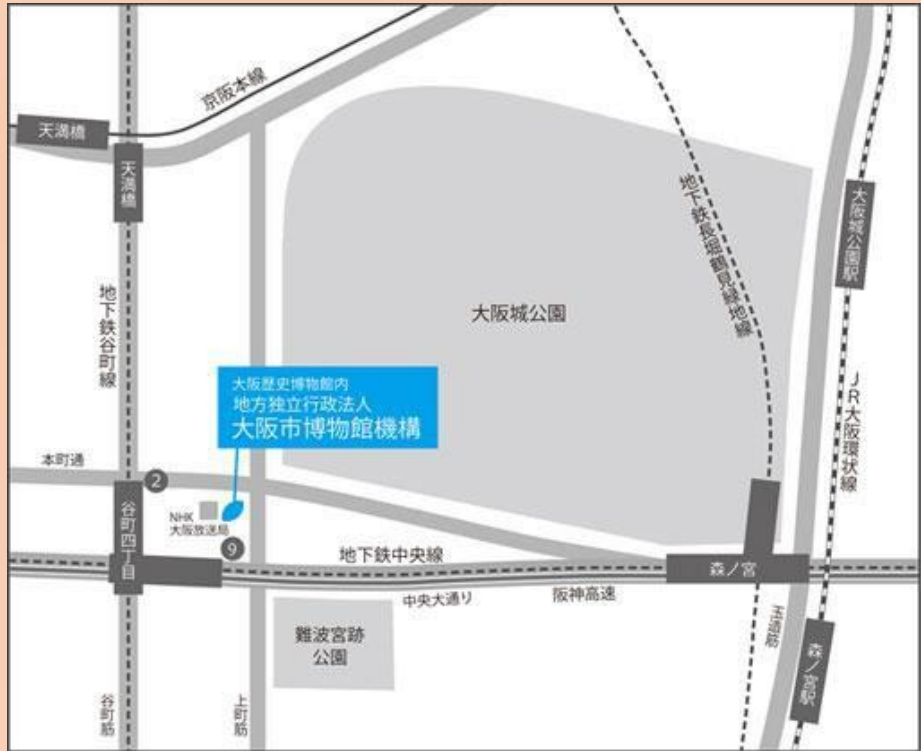 京阪本線
天満橋
天満橋
地下鉄谷町線
地下鉄長堀鶴見緑地線
大阪城公園駅
大阪城公園
大阪歴史博物館内
地方独立行政法人
大阪市博物館機構
JR大阪環状線
本町通
2
谷町四丁目
NHK
大阪放送局
9
地下鉄中央線
森ノ宮
中央大通り
阪神高速
玉造筋
難波宮跡
公園
森ノ宮駅
谷町筋
上町筋